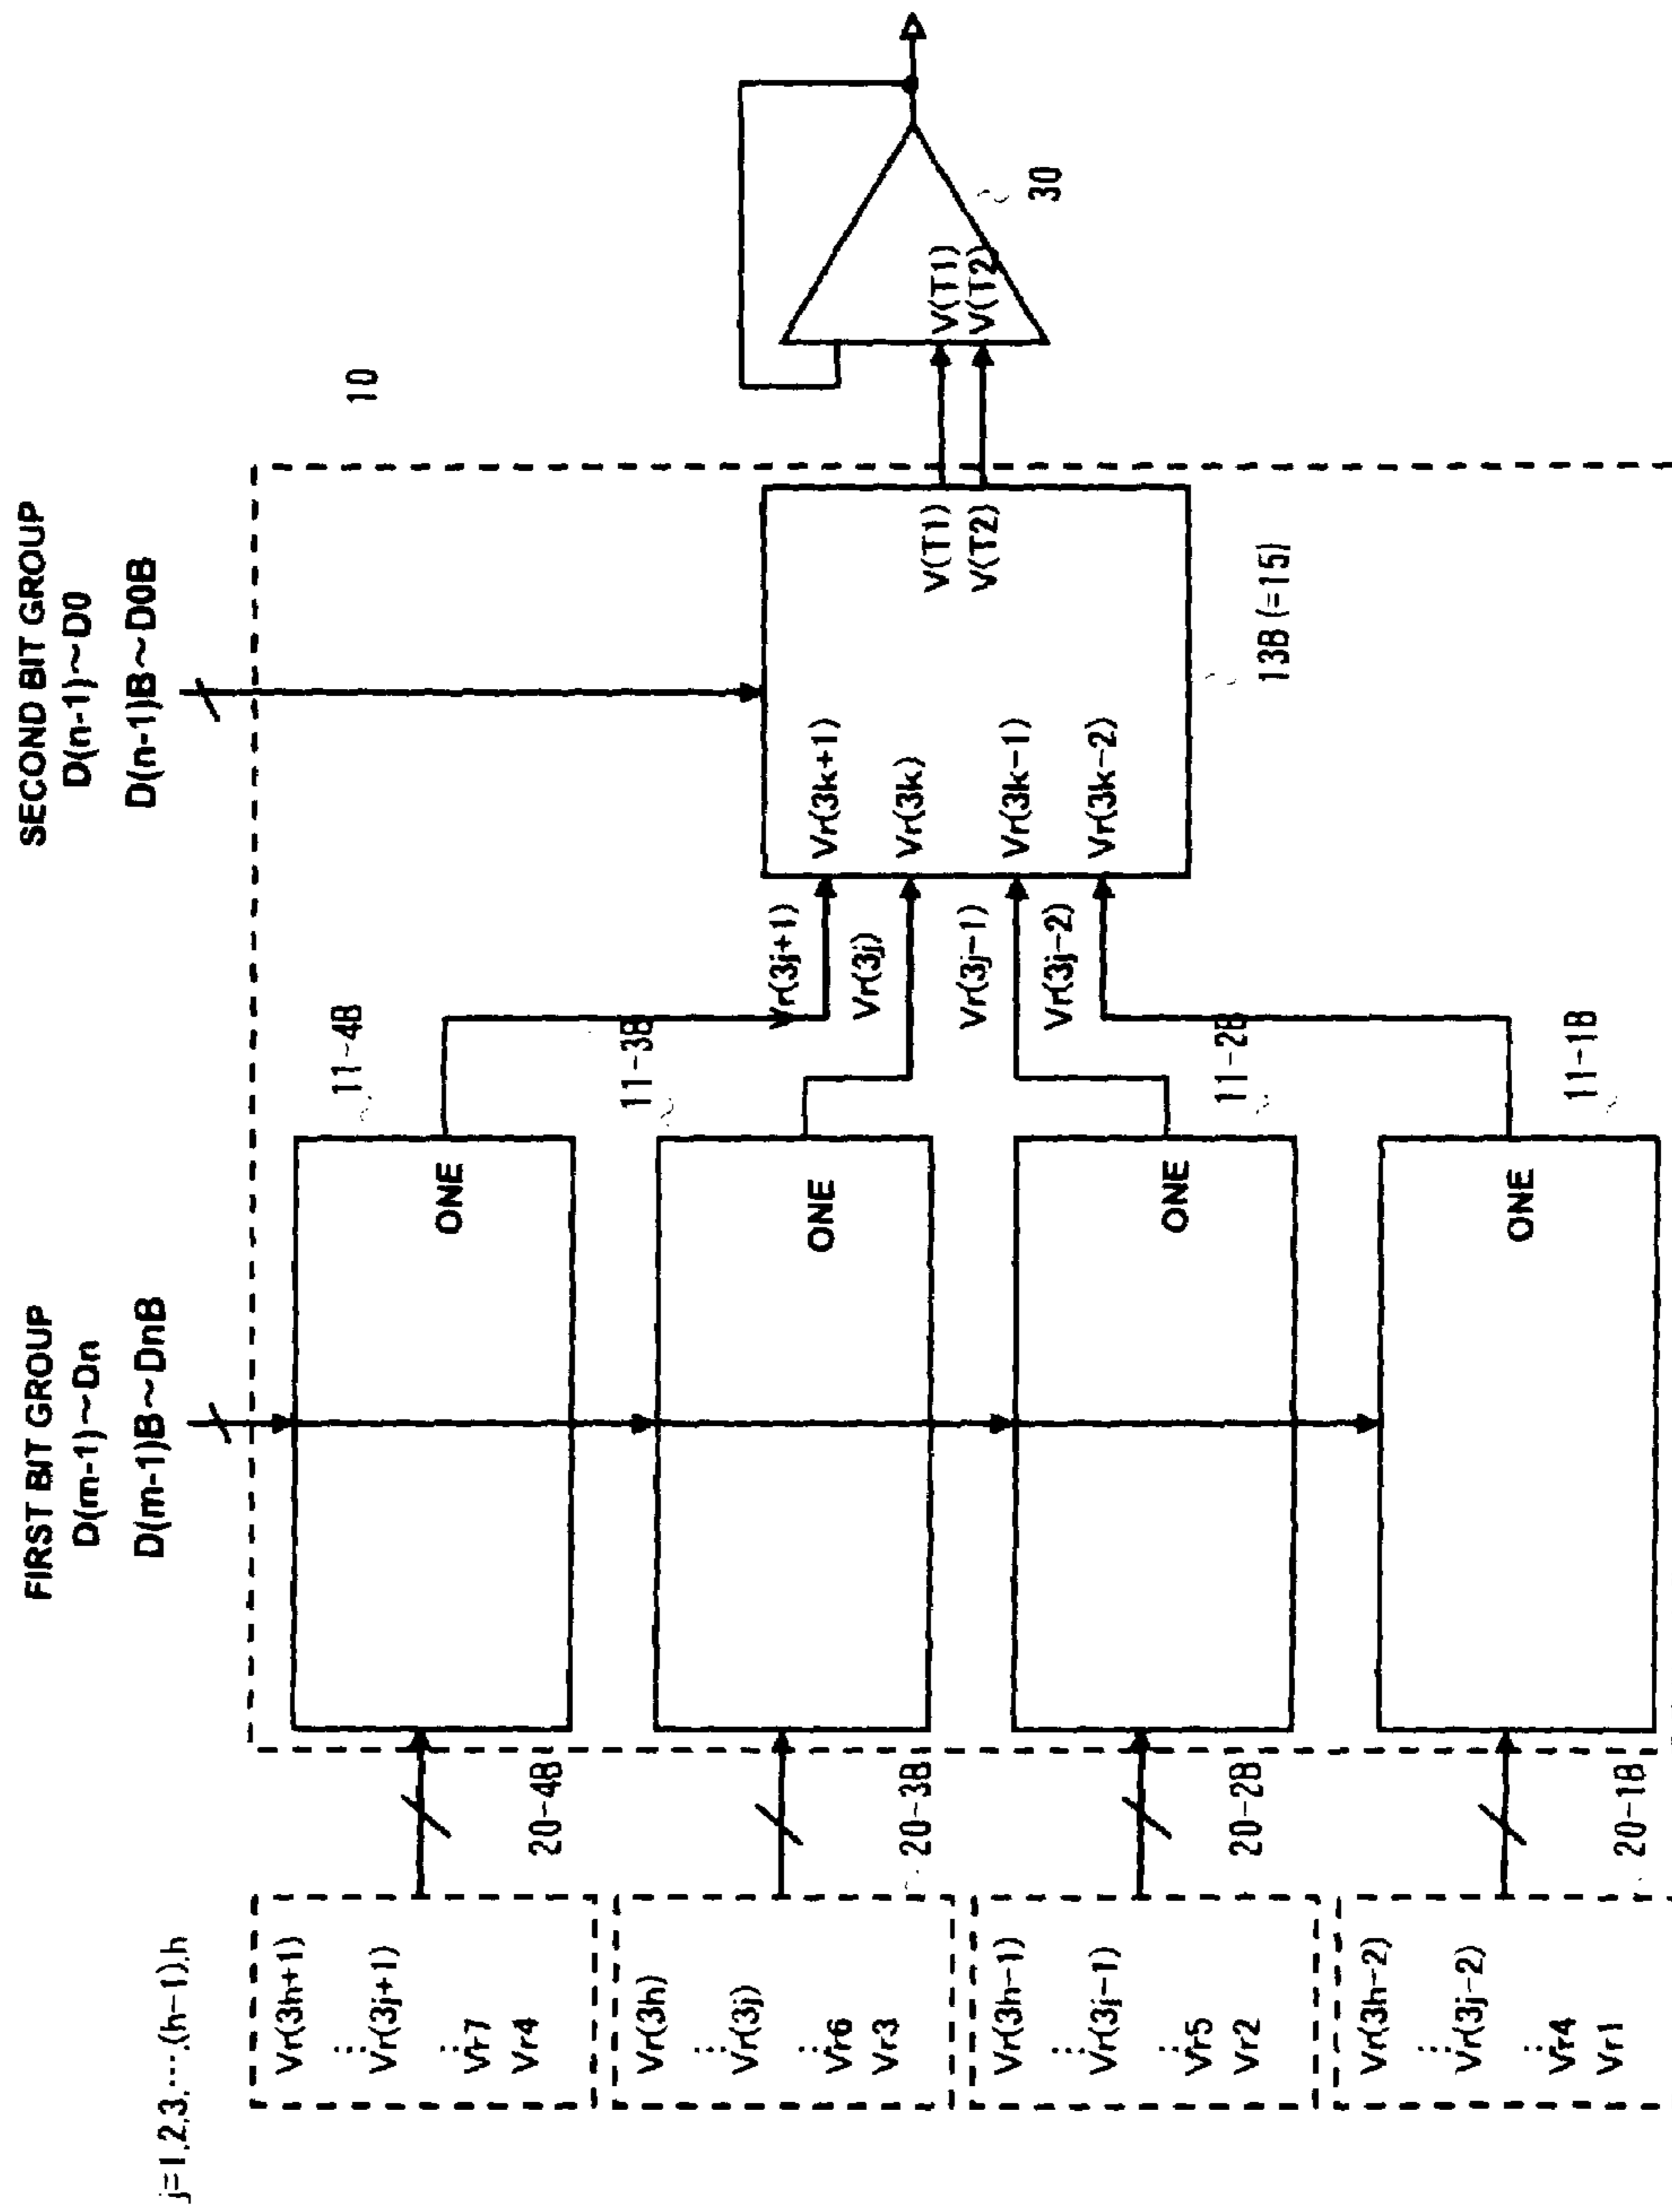 j=1,2,3,⋯,(h-1),h
FIRST BIT GROUP
D(m-1)~Dn
D(m-1)B~DnB
SECOND BIT GROUP
D(n-1)~D0
D(n-1)B~D0B
10
Vr(3h+1)
⋮
Vr(3j+1)
⋮
Vr7
Vr4
20-4B
ONE
11-4B
Vr(3h)
⋮
Vr(3j)
⋮
Vr6
Vr3
20-3B
ONE
11-3B
Vr(3h-1)
⋮
Vr(3j-1)
⋮
Vr5
Vr2
20-2B
ONE
11-2B
Vr(3h-2)
⋮
Vr(3j-2)
⋮
Vr4
Vr1
20-1B
ONE
11-1B
Vr(3j+1)
Vr(3j)
Vr(3j-1)
Vr(3j-2)
Vr(3k+1)
Vr(3k)
Vr(3k-1)
Vr(3k-2)
V(T1)
V(T2)
13B (=15)
V(T1)
V(T2)
30